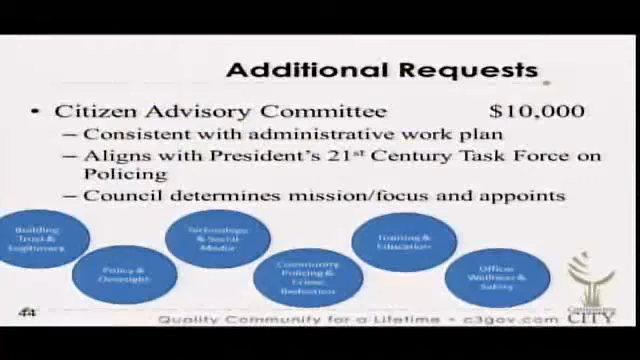 Additional Requests
• Citizen Advisory Committee $10,000
– Consistent with administrative work plan
– Aligns with President's 21st Century Task Force on
Policing
– Council determines mission/focus and appoints
Building
Trust &
Legitimacy
Technology
& Social
Media
Training &
Education
Policy &
Oversight
Community
Policing &
Crime
Reduction
Officer
Wellness &
Safety
44
Quality Community for a Lifetime • c3gov.com
CITY